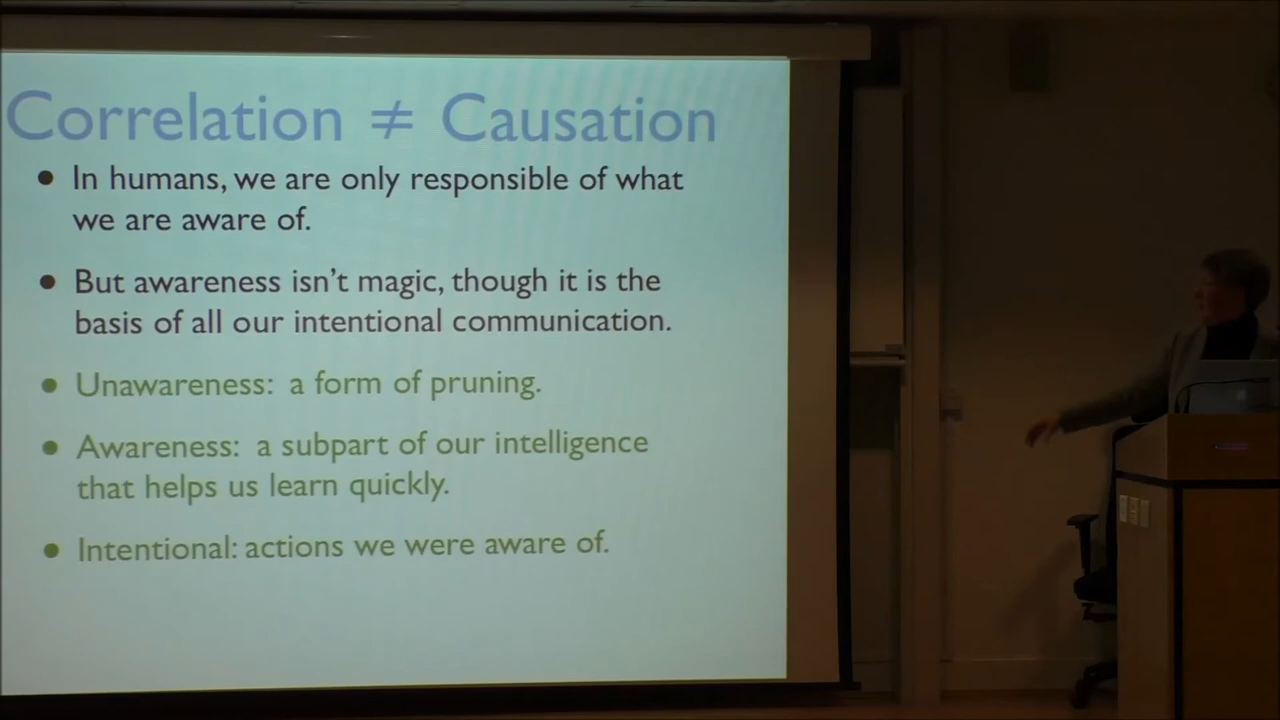 Correlation ≠ Causation
• In humans, we are only responsible of what
we are aware of.
• But awareness isn't magic, though it is the
basis of all our intentional communication.
• Unawareness: a form of pruning.
• Awareness: a subpart of our intelligence
that helps us learn quickly.
• Intentional: actions we were aware of.